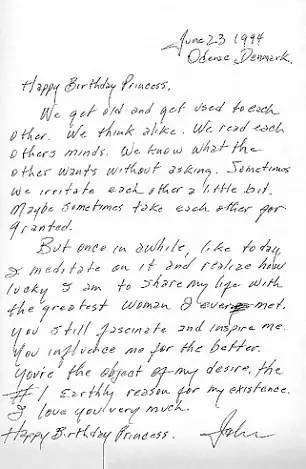 June 23 1994
Odense, Denmark.
Happy Birthday Princess,
We get old and get used to each
other. We think alike. We read each
others minds. We know what the
other wants without asking. Sometimes
we irritate each other a little bit.
Maybe sometimes take each other for
granted.
But once in awhile, like today
I meditate on it and realize how
lucky I am to share my life with
the greatest woman I ever met.
You still fascinate and inspire me.
You influence me for the better.
You're the object of my desire, the
#1 Earthly reason for my existence.
I love you very much.
Happy Birthday Princess.
John